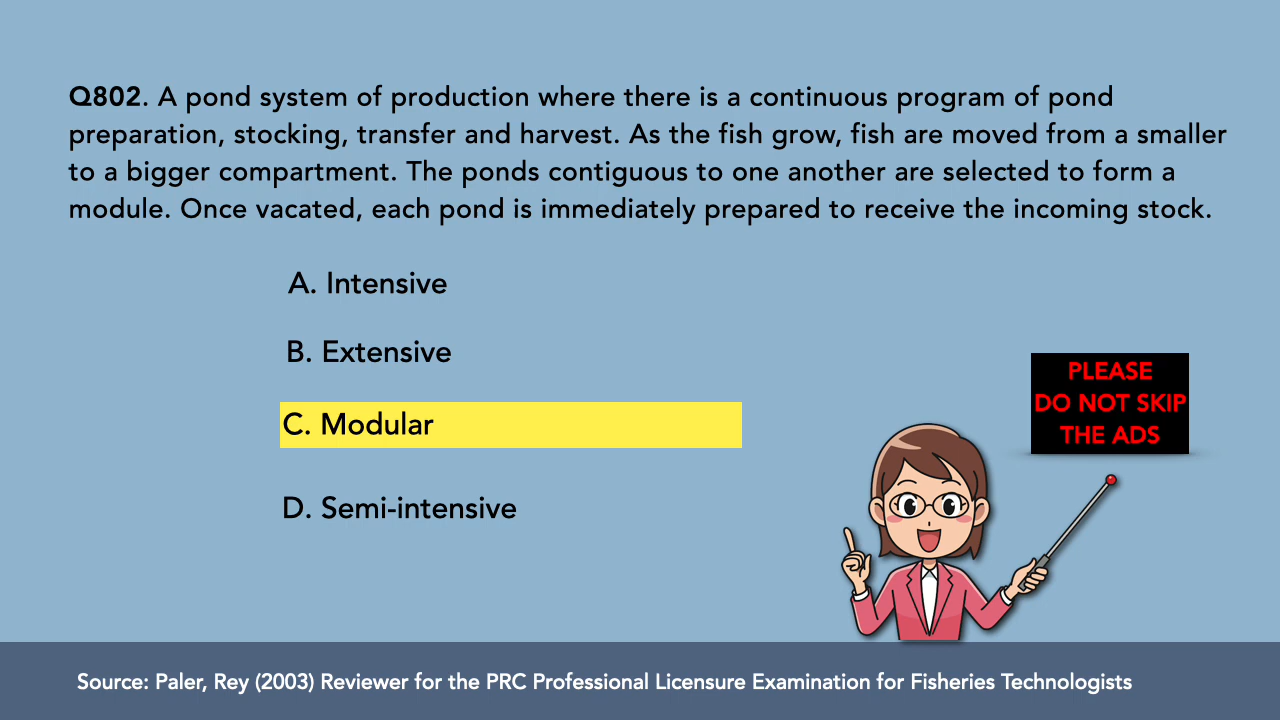 Q802. A pond system of production where there is a continuous program of pond
preparation, stocking, transfer and harvest. As the fish grow, fish are moved from a smaller
to a bigger compartment. The ponds contiguous to one another are selected to form a
module. Once vacated, each pond is immediately prepared to receive the incoming stock.
A. Intensive
B. Extensive
C. Modular
D. Semi-intensive
PLEASE
DO NOT SKIP
THE ADS
Source: Paler, Rey (2003) Reviewer for the PRC Professional Licensure Examination for Fisheries Technologists